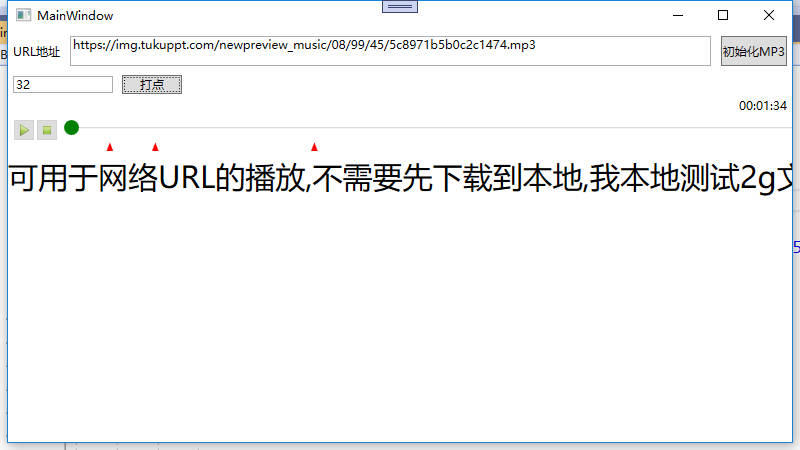 MainWindow
URL地址
https://img.tukuppt.com/newpreview_music/08/99/45/5c8971b5b0c2c1474.mp3
初始化MP3
32
打点
00:01:34
可用于网络URL的播放,不需要先下载到本地,我本地测试2g文